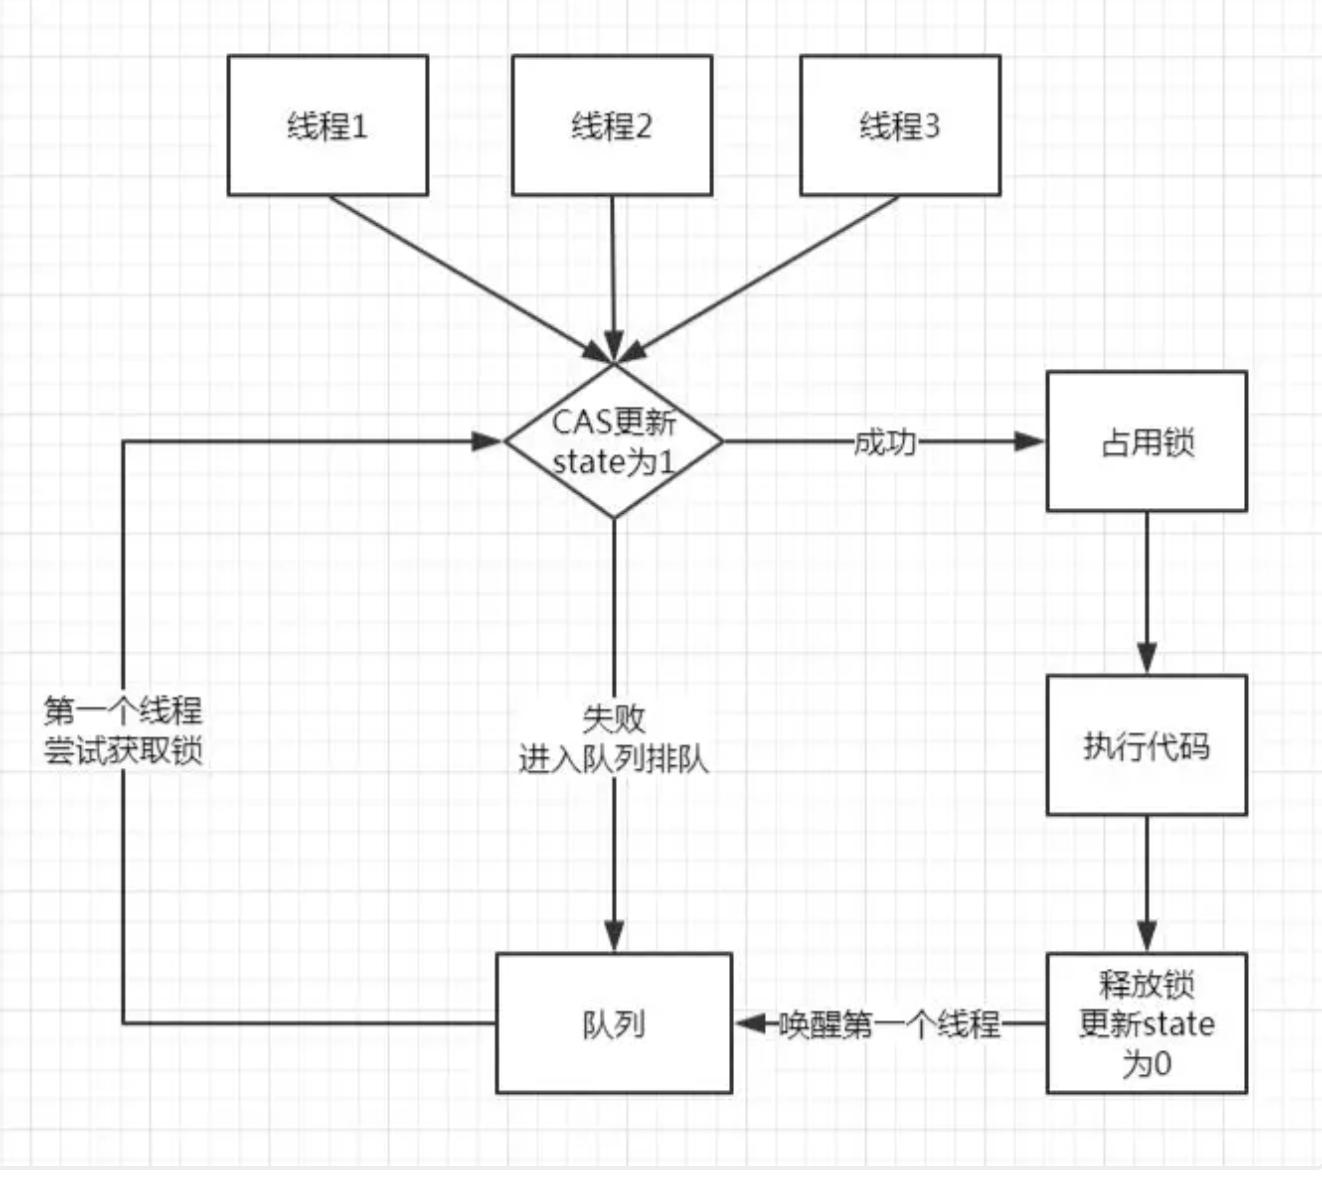 线程1
线程2
线程3
CAS更新
state为1
成功
占用锁
第一个线程
尝试获取锁
失败
进入队列排队
执行代码
队列
唤醒第一个线程
释放锁
更新state
为0